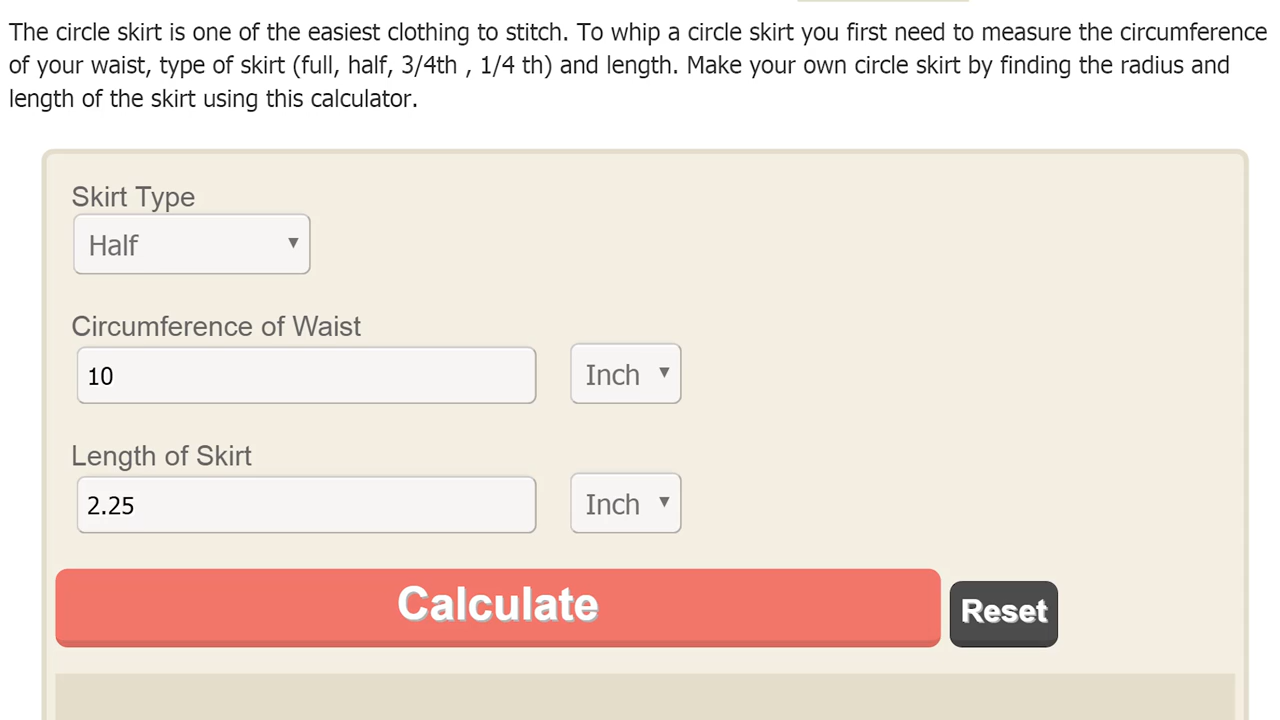 The circle skirt is one of the easiest clothing to stitch. To whip a circle skirt you first need to measure the circumference
of your waist, type of skirt (full, half, 3/4th , 1/4 th) and length. Make your own circle skirt by finding the radius and
length of the skirt using this calculator.
Skirt Type
Half
Circumference of Waist
10 Inch
Length of Skirt
2.25 Inch
Calculate Reset